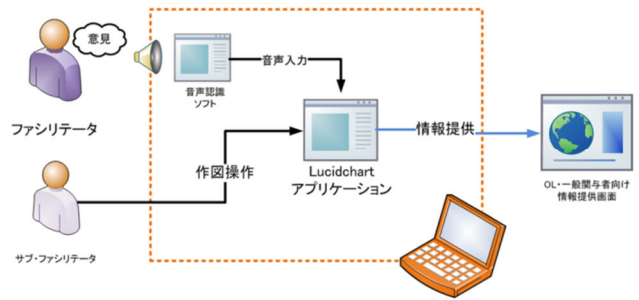 意見
音声認識
ソフト
音声入力
ファシリテータ
情報提供
作図操作
Lucidchart
アプリケーション
OL・一般関与者向け
情報提供画面
サブ・ファシリテータ